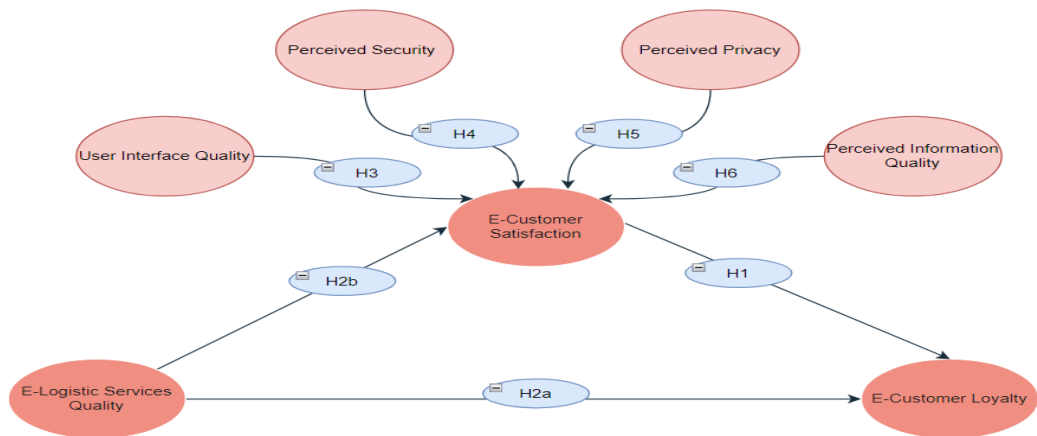 Perceived Security
Perceived Privacy
H4
H5
User Interface Quality
Perceived Information
Quality
H3
H6
E-Customer
Satisfaction
H2b
H1
E-Logistic Services
Quality
H2a
E-Customer Loyalty